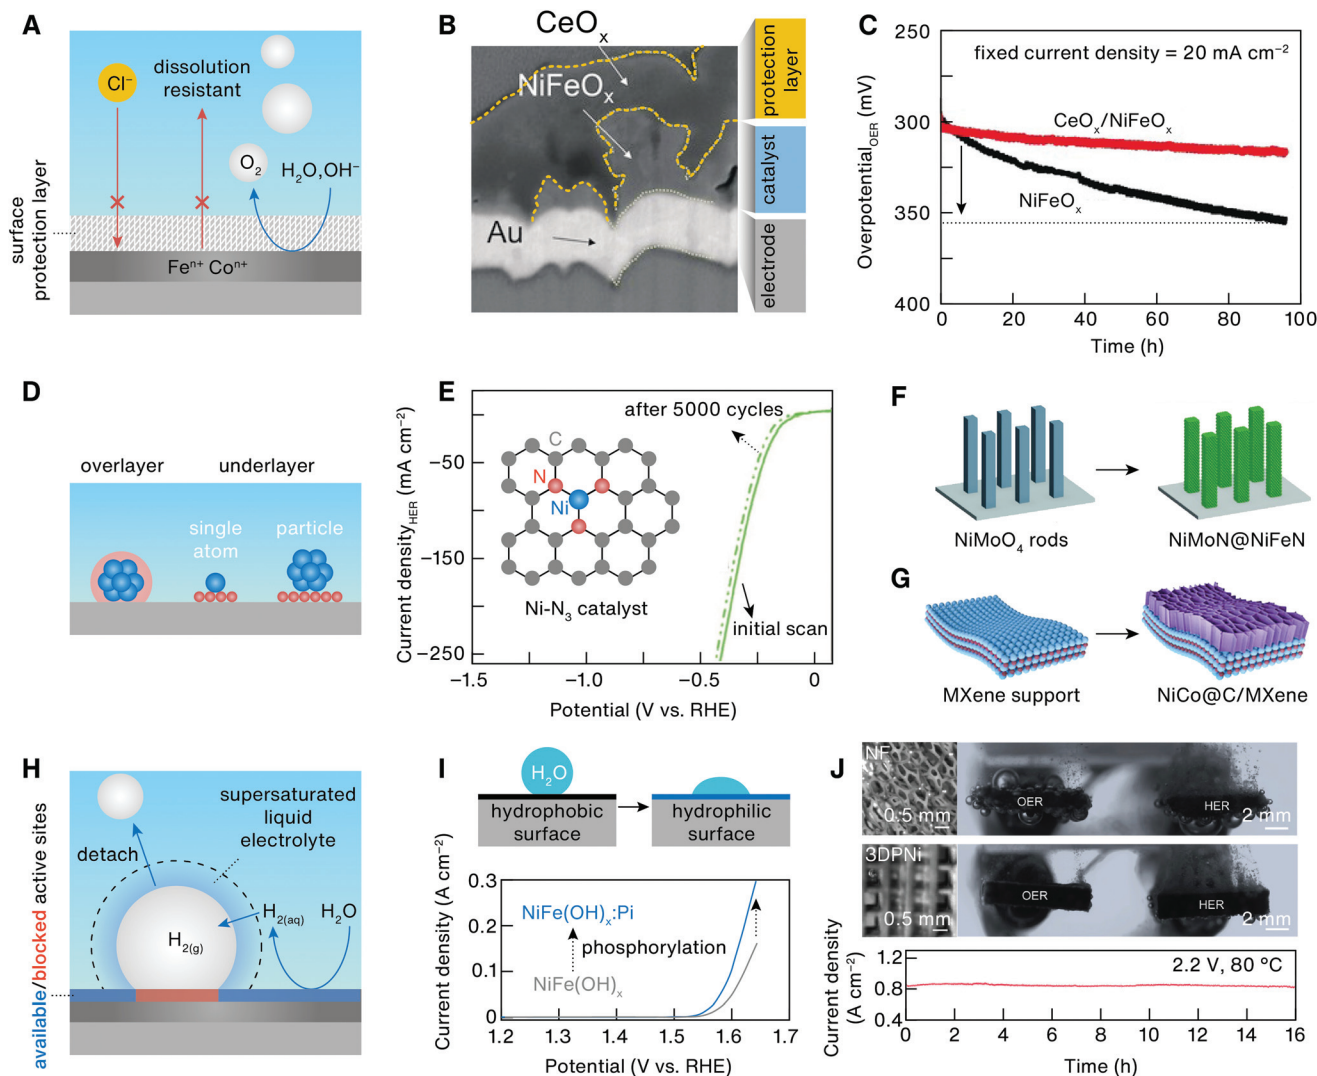 A
Cl⁻
dissolution
resistant
O₂
H₂O,OH⁻
surface
protection layer
Feⁿ⁺ Coⁿ⁺
B
CeOₓ
NiFeOₓ
Au
protection
layer
catalyst
electrode
C
fixed current density = 20 mA cm⁻²
CeOₓ/NiFeOₓ
NiFeOₓ
250
300
350
400
Overpotential_OER (mV)
0
20
40
60
80
100
Time (h)
D
overlayer
underlayer
single
atom
particle
E
after 5000 cycles
C
N
Ni
Ni–N₃ catalyst
initial scan
−50
−150
−250
Current density_HER (mA cm⁻²)
−1.5
−1.0
−0.5
0
Potential (V vs. RHE)
F
NiMoO₄ rods
NiMoN@NiFeN
G
MXene support
NiCo@C/MXene
H
supersaturated
liquid
electrolyte
detach
H₂₍g₎
H₂₍aq₎
H₂O
available/blocked active sites
I
H₂O
hydrophobic
surface
hydrophilic
surface
0.3
0.2
0.1
0
Current density (A cm⁻²)
NiFe(OH)ₓ:Pi
phosphorylation
NiFe(OH)ₓ
1.2
1.3
1.4
1.5
1.6
1.7
Potential (V vs. RHE)
J
NF
0.5 mm
OER
HER
2 mm
3DPNi
0.5 mm
OER
HER
2 mm
2.2 V, 80 °C
1.2
0.8
0.4
Current density
(A cm⁻²)
0
2
4
6
8
10
12
14
16
Time (h)